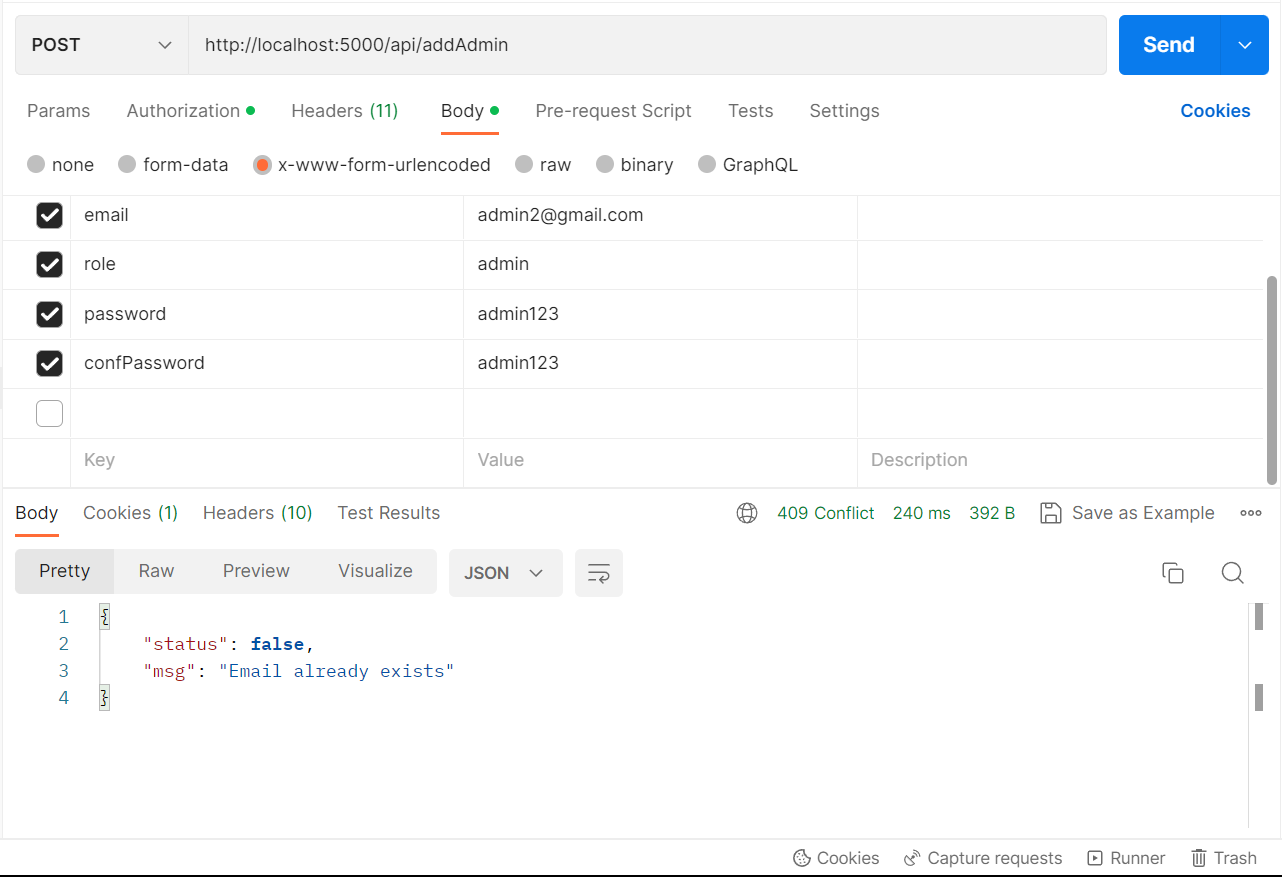 POST http://localhost:5000/api/addAdmin Send
Params Authorization Headers (11) Body Pre-request Script Tests Settings Cookies
none form-data x-www-form-urlencoded raw binary GraphQL
email admin2@gmail.com
role admin
password admin123
confPassword admin123
Key Value Description
Body Cookies (1) Headers (10) Test Results 409 Conflict 240 ms 392 B Save as Example
Pretty Raw Preview Visualize JSON
1 {
2 "status": false,
3 "msg": "Email already exists"
4 }
Cookies Capture requests Runner Trash